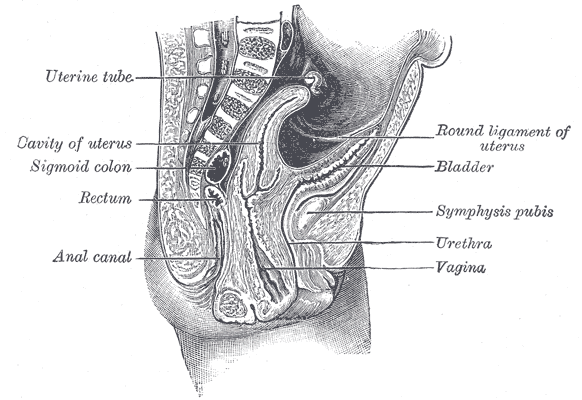 Uterine tube
Cavity of uterus
Sigmoid colon
Rectum
Anal canal
Round ligament of
uterus
Bladder
Symphysis pubis
Urethra
Vagina